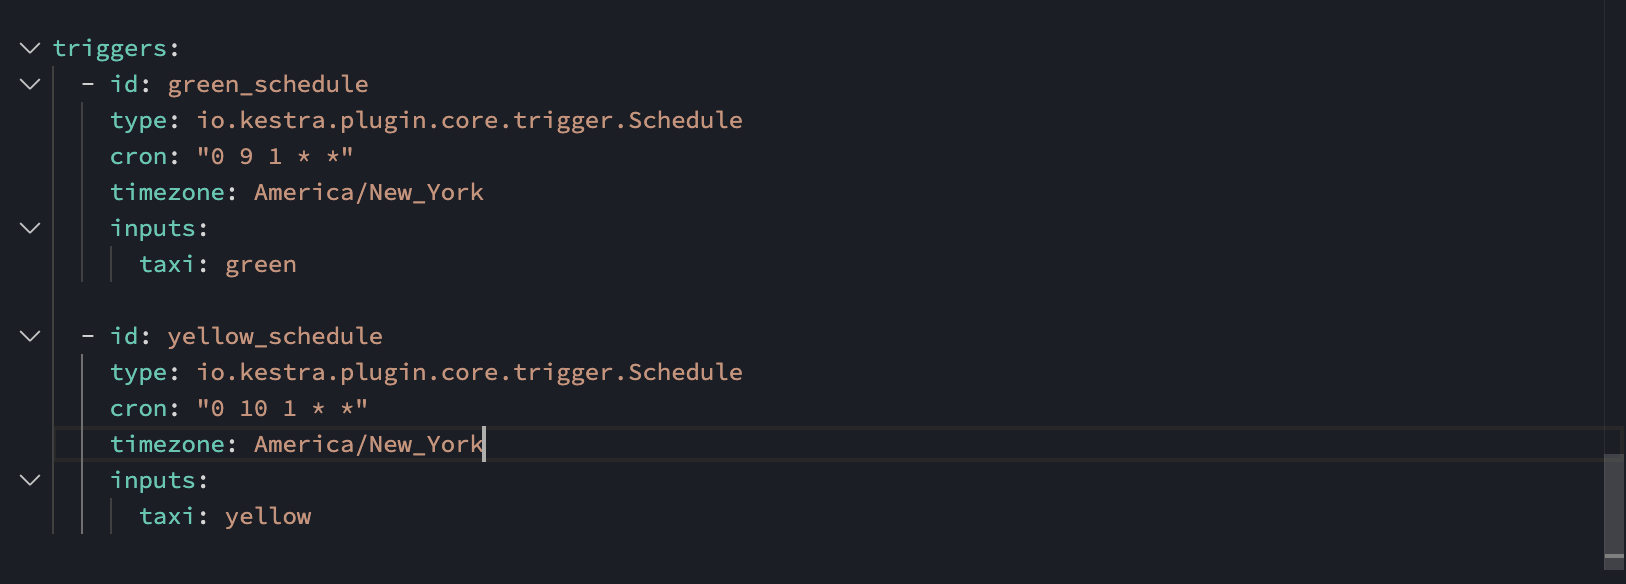 triggers:
- id: green_schedule
type: io.kestra.plugin.core.trigger.Schedule
cron: "0 9 1 * *"
timezone: America/New_York
inputs:
taxi: green
- id: yellow_schedule
type: io.kestra.plugin.core.trigger.Schedule
cron: "0 10 1 * *"
timezone: America/New_York
inputs:
taxi: yellow